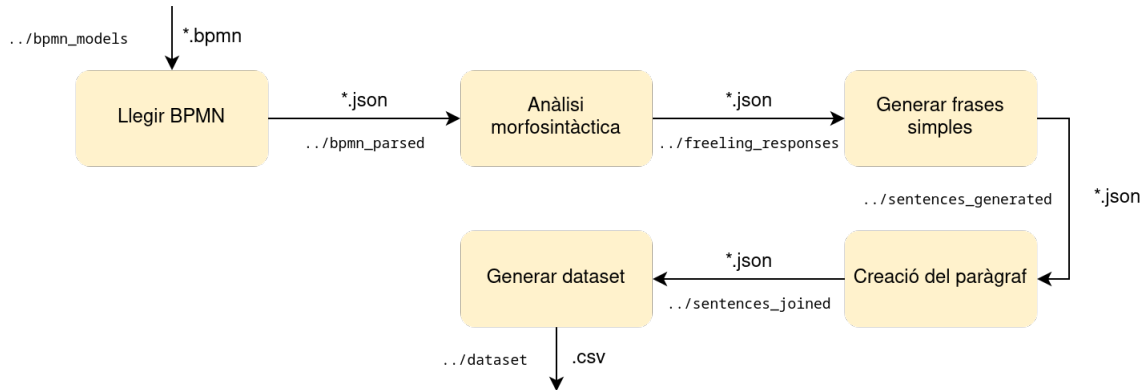 ../bpmn_models
*.bpmn
Llegir BPMN
*.json
../bpmn_parsed
Anàlisi
morfosintàctica
*.json
../freeling_responses
Generar frases
simples
../sentences_generated
*.json
Creació del paràgraf
*.json
../sentences_joined
Generar dataset
../dataset
.csv